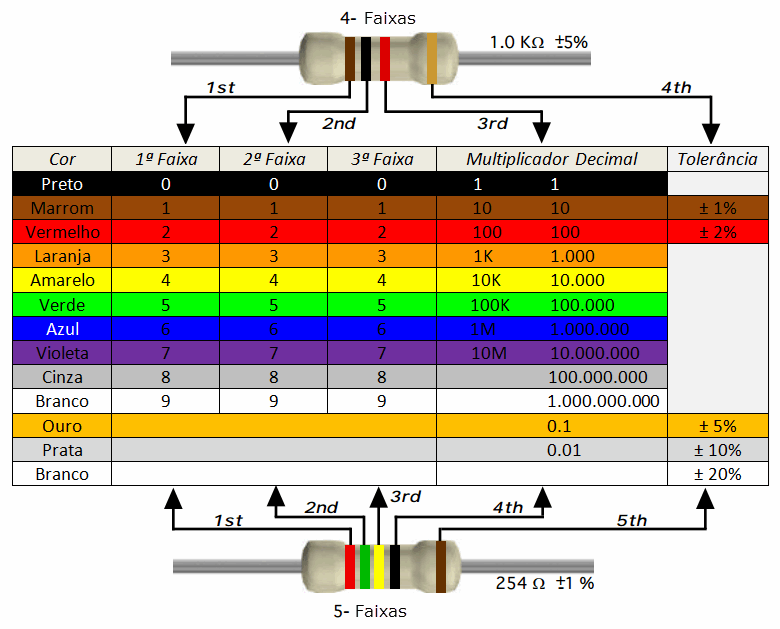 4- Faixas
1.0 KΩ ±5%
1st
2nd
3rd
4th
Cor 1ª Faixa 2ª Faixa 3ª Faixa Multiplicador Decimal Tolerância
Preto 0 0 0 1 1
Marrom 1 1 1 10 10 ± 1%
Vermelho 2 2 2 100 100 ± 2%
Laranja 3 3 3 1K 1.000
Amarelo 4 4 4 10K 10.000
Verde 5 5 5 100K 100.000
Azul 6 6 6 1M 1.000.000
Violeta 7 7 7 10M 10.000.000
Cinza 8 8 8 100.000.000
Branco 9 9 9 1.000.000.000
Ouro 0.1 ± 5%
Prata 0.01 ± 10%
Branco ± 20%
1st
2nd
3rd
4th
5th
254 Ω ±1 %
5- Faixas